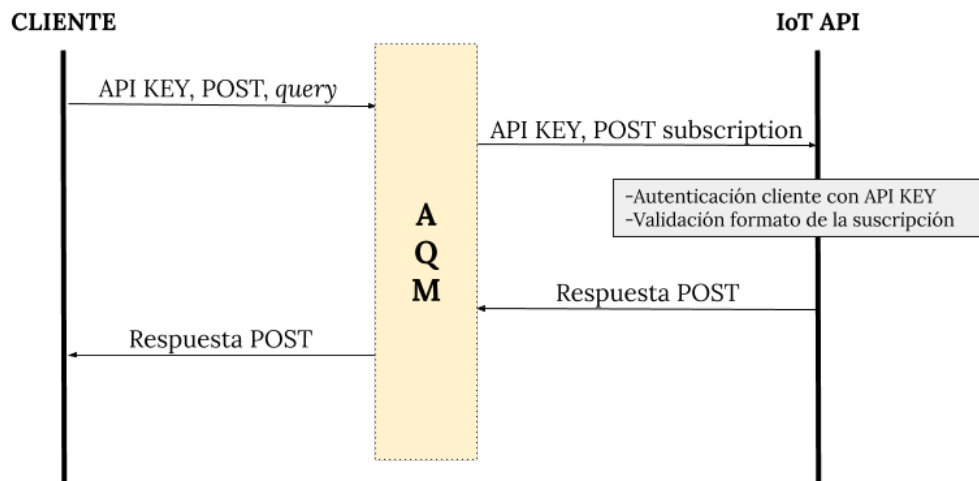 CLIENTE
IoT API
API KEY, POST, query
API KEY, POST subscription
-Autenticación cliente con API KEY
-Validación formato de la suscripción
A
Q
M
Respuesta POST
Respuesta POST